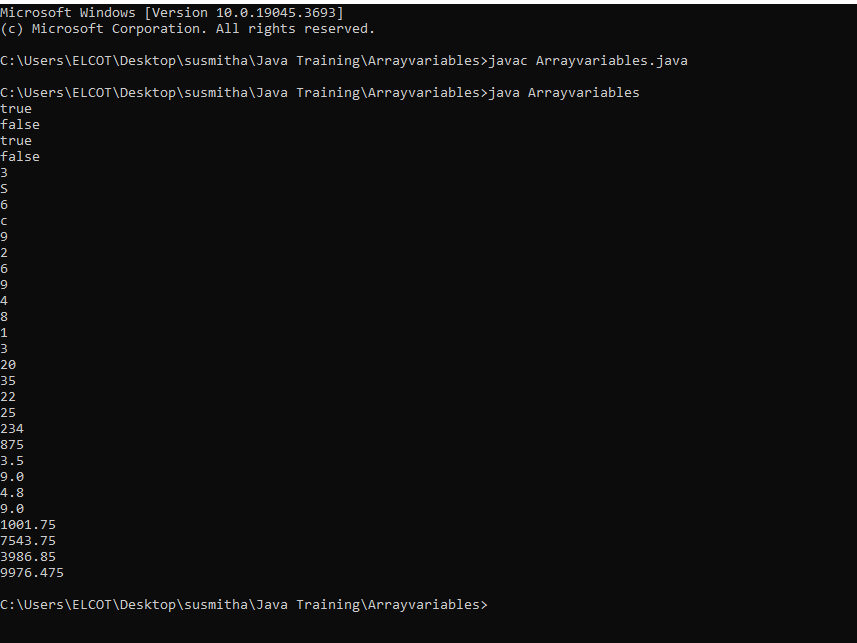 Microsoft Windows [Version 10.0.19045.3693]
(c) Microsoft Corporation. All rights reserved.
C:\Users\ELCOT\Desktop\susmitha\Java Training\Arrayvariables>javac Arrayvariables.java
C:\Users\ELCOT\Desktop\susmitha\Java Training\Arrayvariables>java Arrayvariables
true
false
true
false
3
S
6
c
9
2
6
9
4
8
1
3
20
35
22
25
234
875
3.5
9.0
4.8
9.0
1001.75
7543.75
3986.85
9976.475
C:\Users\ELCOT\Desktop\susmitha\Java Training\Arrayvariables>